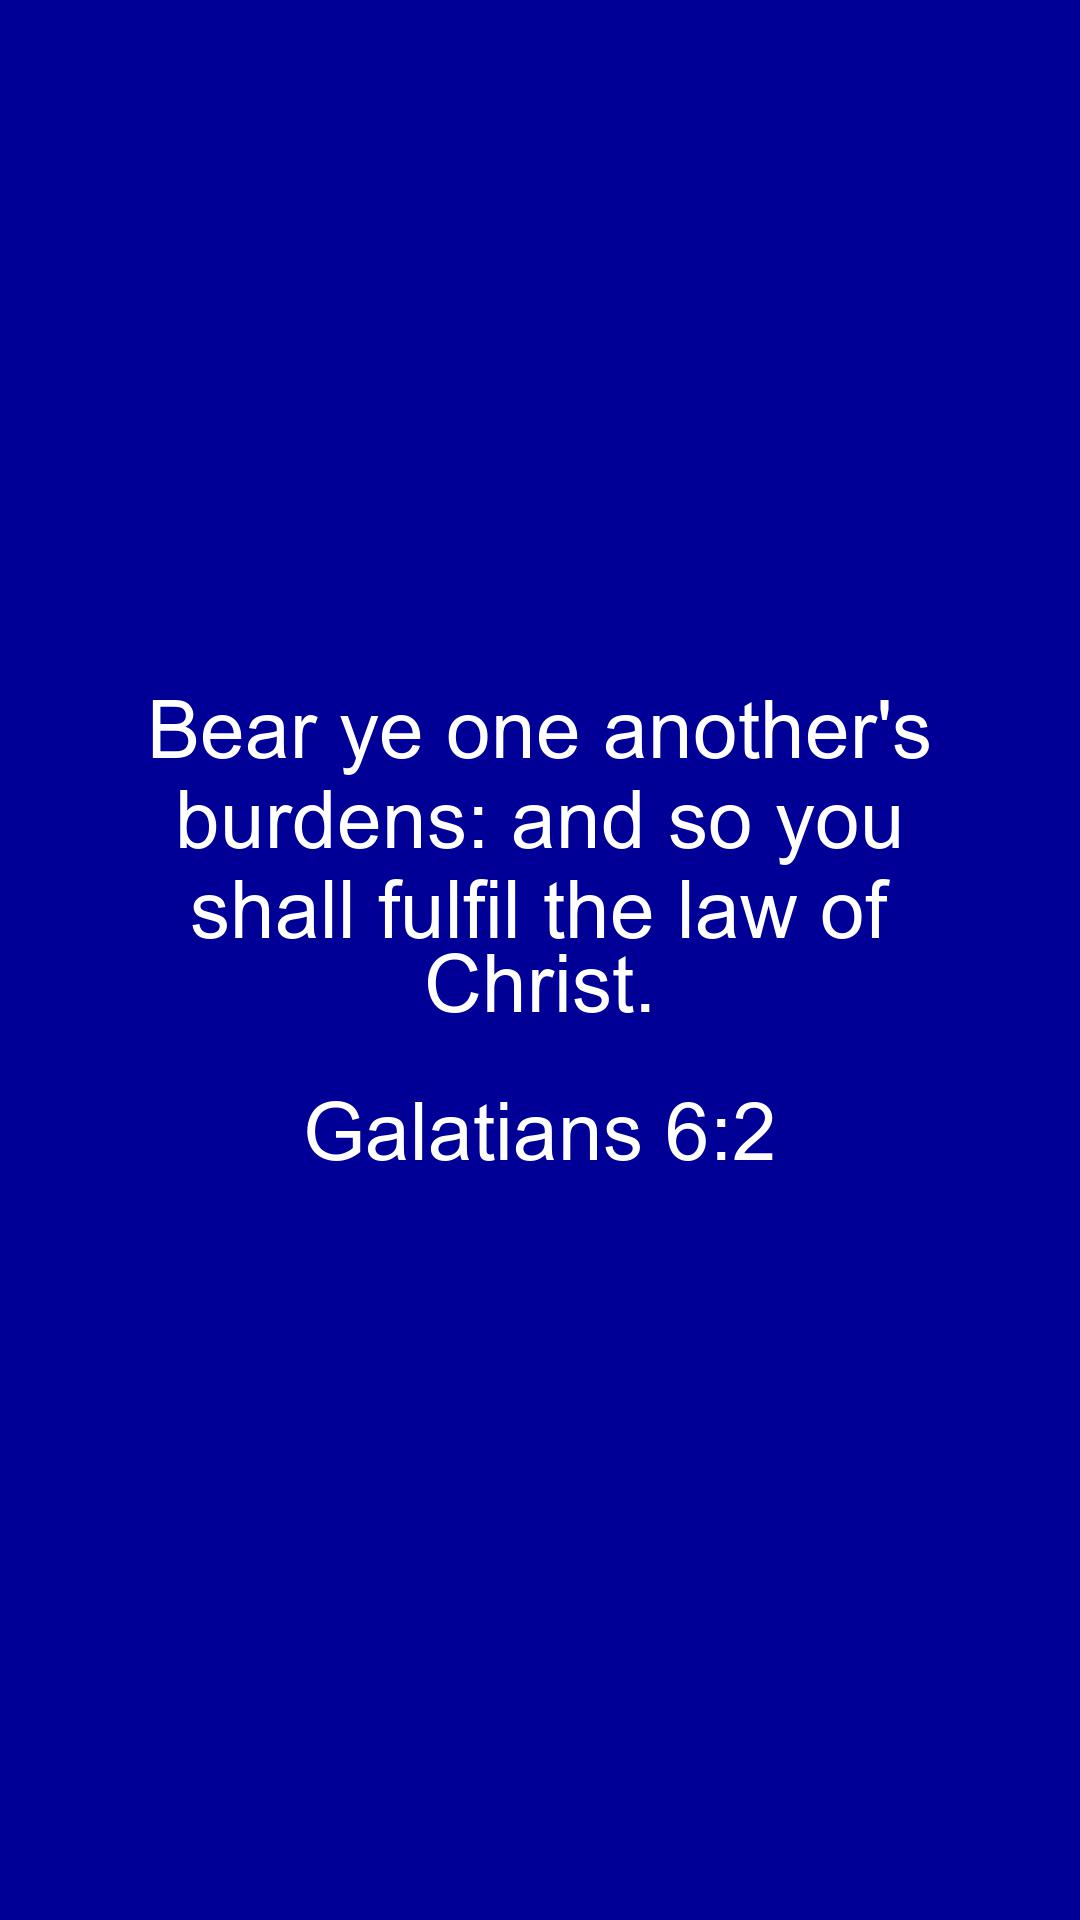 Bear ye one another's
burdens: and so you
shall fulfil the law of
Christ.
Galatians 6:2